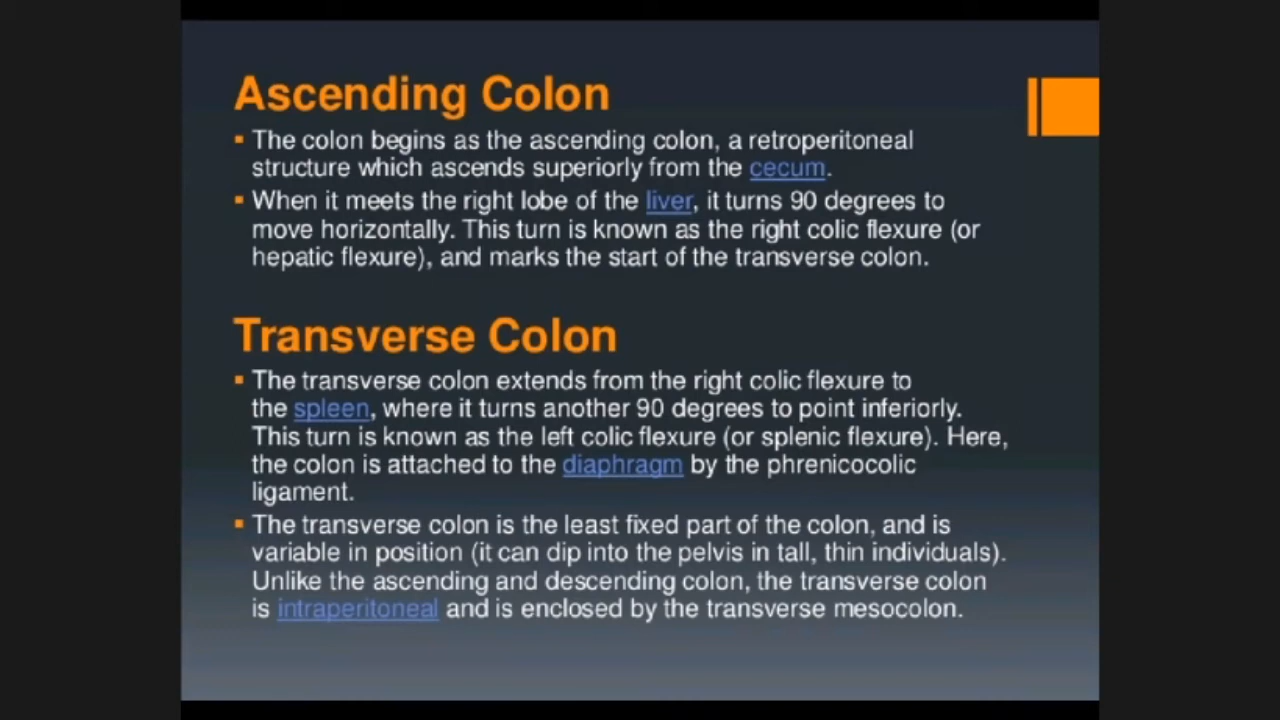 Ascending Colon
▪ The colon begins as the ascending colon, a retroperitoneal
structure which ascends superiorly from the cecum.
▪ When it meets the right lobe of the liver, it turns 90 degrees to
move horizontally. This turn is known as the right colic flexure (or
hepatic flexure), and marks the start of the transverse colon.
Transverse Colon
▪ The transverse colon extends from the right colic flexure to
the spleen, where it turns another 90 degrees to point inferiorly.
This turn is known as the left colic flexure (or splenic flexure). Here,
the colon is attached to the diaphragm by the phrenicocolic
ligament.
▪ The transverse colon is the least fixed part of the colon, and is
variable in position (it can dip into the pelvis in tall, thin individuals).
Unlike the ascending and descending colon, the transverse colon
is intraperitoneal and is enclosed by the transverse mesocolon.